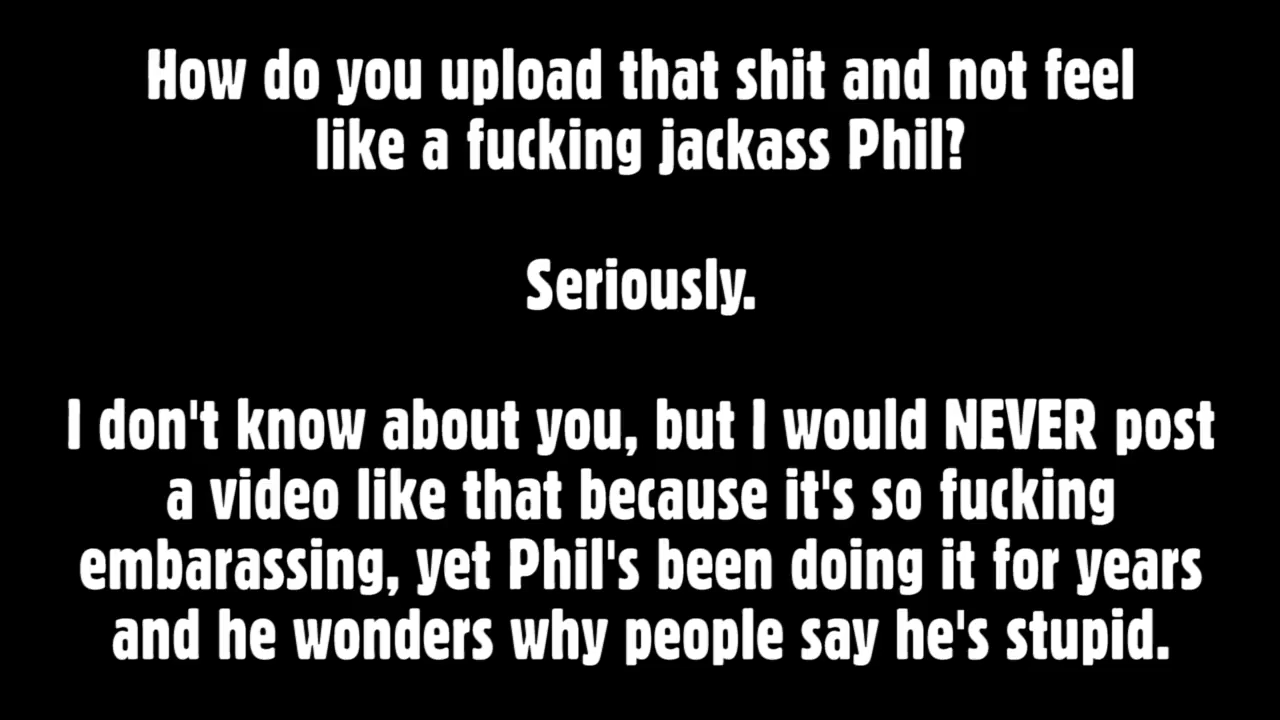 How do you upload that shit and not feel
like a fucking jackass Phil?
Seriously.
I don't know about you, but I would NEVER post
a video like that because it's so fucking
embarassing, yet Phil's been doing it for years
and he wonders why people say he's stupid.